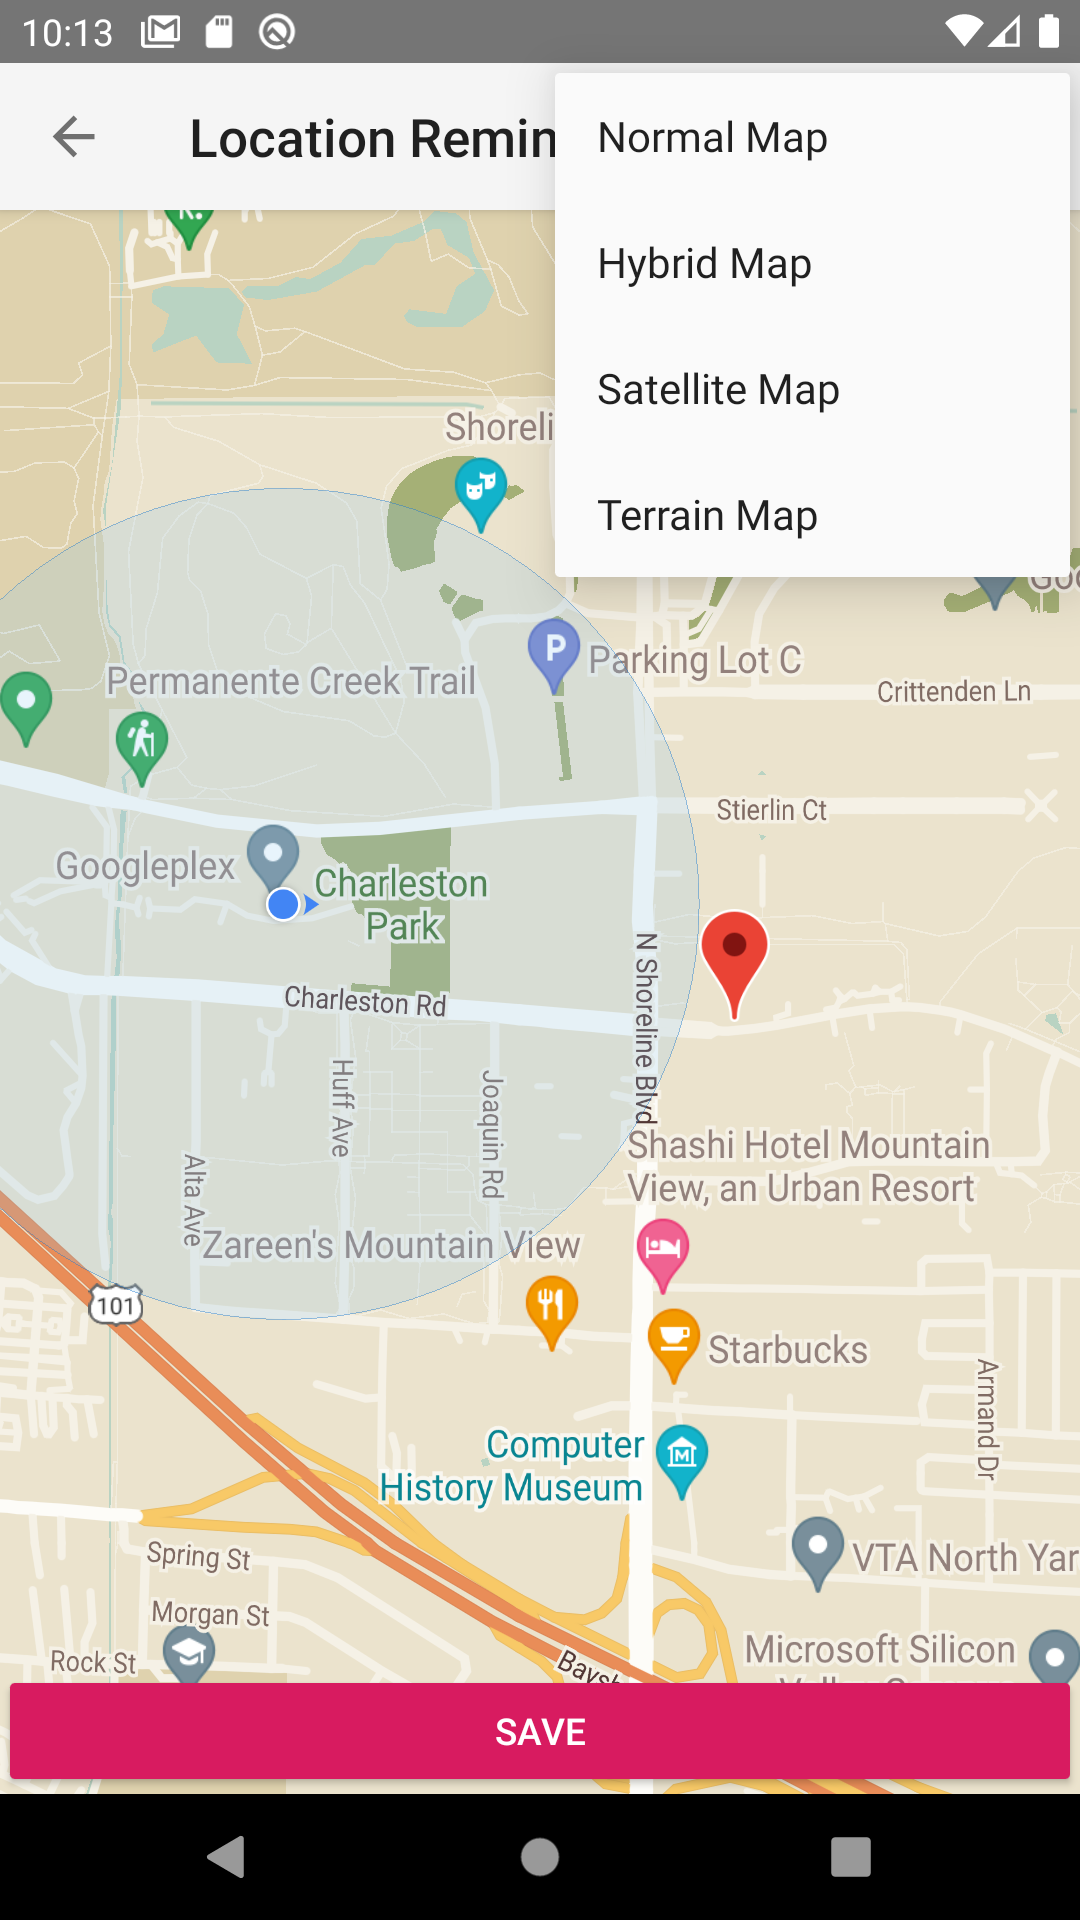 10:13
Location Remin
Normal Map
Hybrid Map
Satellite Map
Terrain Map
Shoreli
Goo
Parking Lot C
Permanente Creek Trail
Crittenden Ln
Stierlin Ct
Googleplex
Charleston
Park
N Shoreline Blvd
Charleston Rd
Huff Ave
Joaquin Rd
Alta Ave
Shashi Hotel Mountain
View, an Urban Resort
Zareen's Mountain View
101
Starbucks
Armand Dr
Computer
History Museum
Spring St
VTA North Yar
Morgan St
Rock St
Microsoft Silicon
Baysh
SAVE